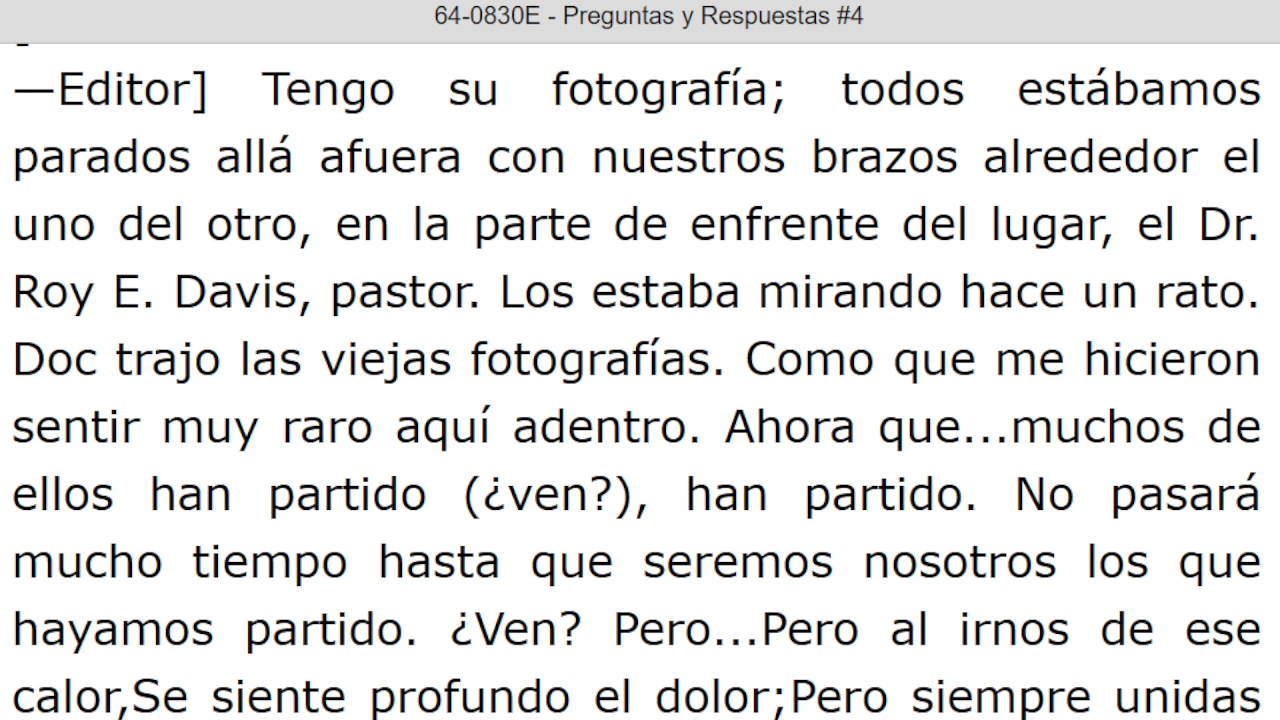 64-0830E - Preguntas y Respuestas #4
—Editor] Tengo su fotografía; todos estábamos
parados allá afuera con nuestros brazos alrededor el
uno del otro, en la parte de enfrente del lugar, el Dr.
Roy E. Davis, pastor. Los estaba mirando hace un rato.
Doc trajo las viejas fotografías. Como que me hicieron
sentir muy raro aquí adentro. Ahora que...muchos de
ellos han partido (¿ven?), han partido. No pasará
mucho tiempo hasta que seremos nosotros los que
hayamos partido. ¿Ven? Pero...Pero al irnos de ese
calor,Se siente profundo el dolor;Pero siempre unidas